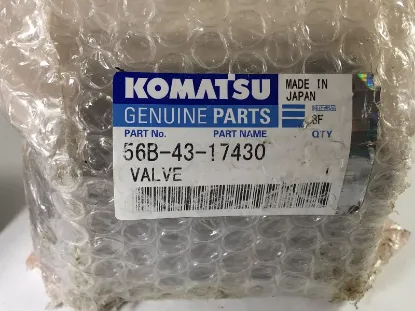 KOMATSU
MADE IN
JAPAN
GENUINE PARTS
PART No. PART NAME QTY
56B-43-17430
VALVE